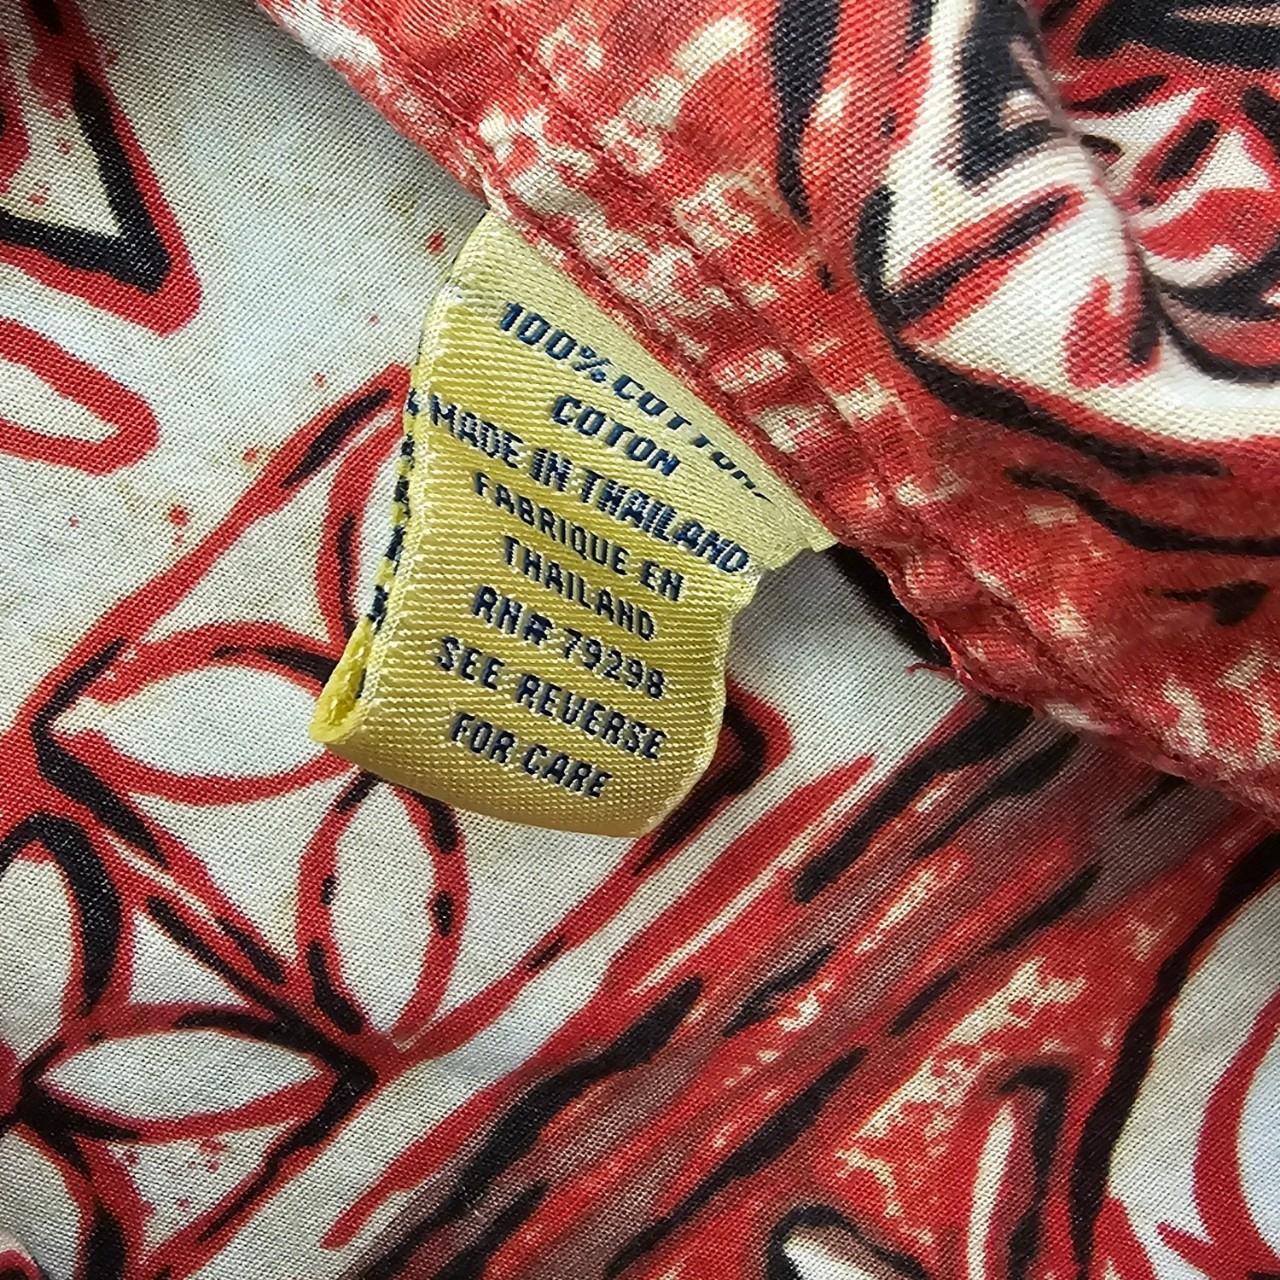 100% COTTON
COTON
MADE IN THAILAND
FABRIQUE EN
THAILAND
RN# 79298
SEE REVERSE
FOR CARE